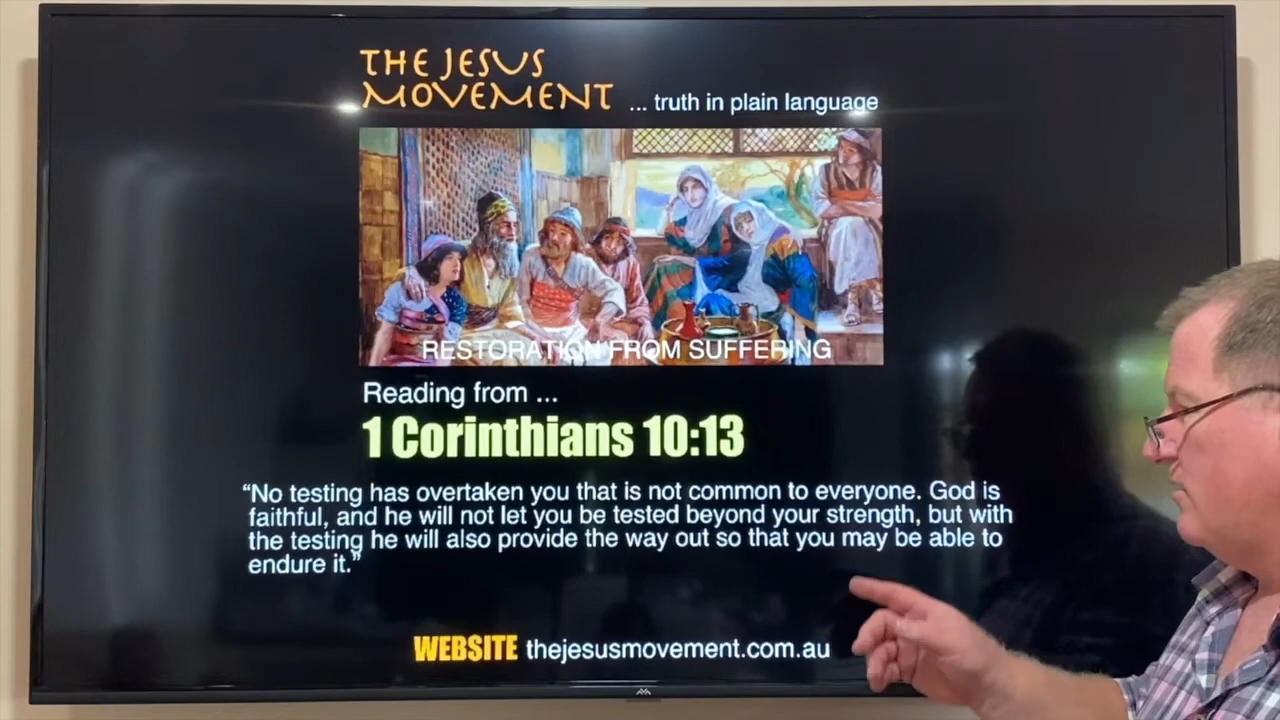 THE JESUS
MOVEMENT ... truth in plain language
RESTORATION FROM SUFFERING
Reading from ...
1 Corinthians 10:13
“No testing has overtaken you that is not common to everyone. God is
faithful, and he will not let you be tested beyond your strength, but with
the testing he will also provide the way out so that you may be able to
endure it.”
WEBSITE thejesusmovement.com.au